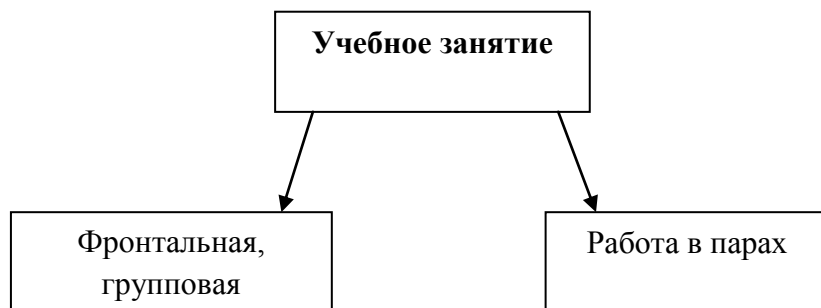 Учебное занятие
Фронтальная,
групповая
Работа в парах